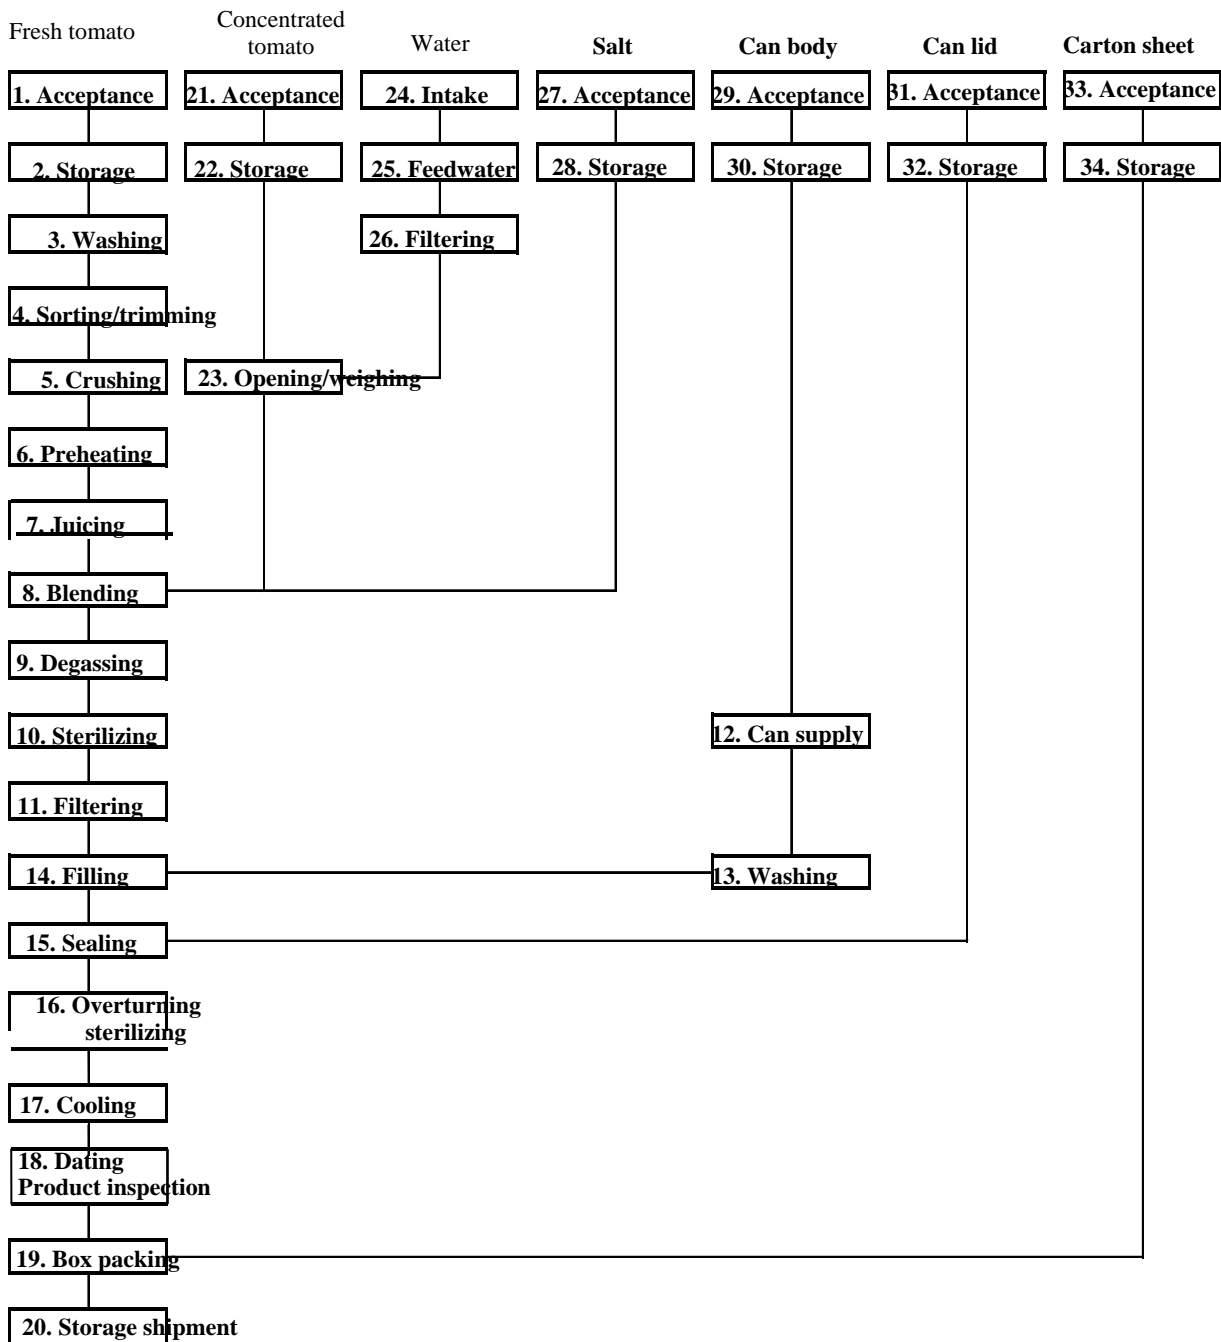 Fresh tomato
Concentrated
tomato
Water
Salt
Can body
Can lid
Carton sheet
1. Acceptance
21. Acceptance
24. Intake
27. Acceptance
29. Acceptance
31. Acceptance
33. Acceptance
2. Storage
22. Storage
25. Feedwater
28. Storage
30. Storage
32. Storage
34. Storage
3. Washing
26. Filtering
4. Sorting/trimming
5. Crushing
23. Opening/weighing
6. Preheating
7. Juicing
8. Blending
9. Degassing
10. Sterilizing
12. Can supply
11. Filtering
14. Filling
13. Washing
15. Sealing
16. Overturning
sterilizing
17. Cooling
18. Dating
Product inspection
19. Box packing
20. Storage shipment